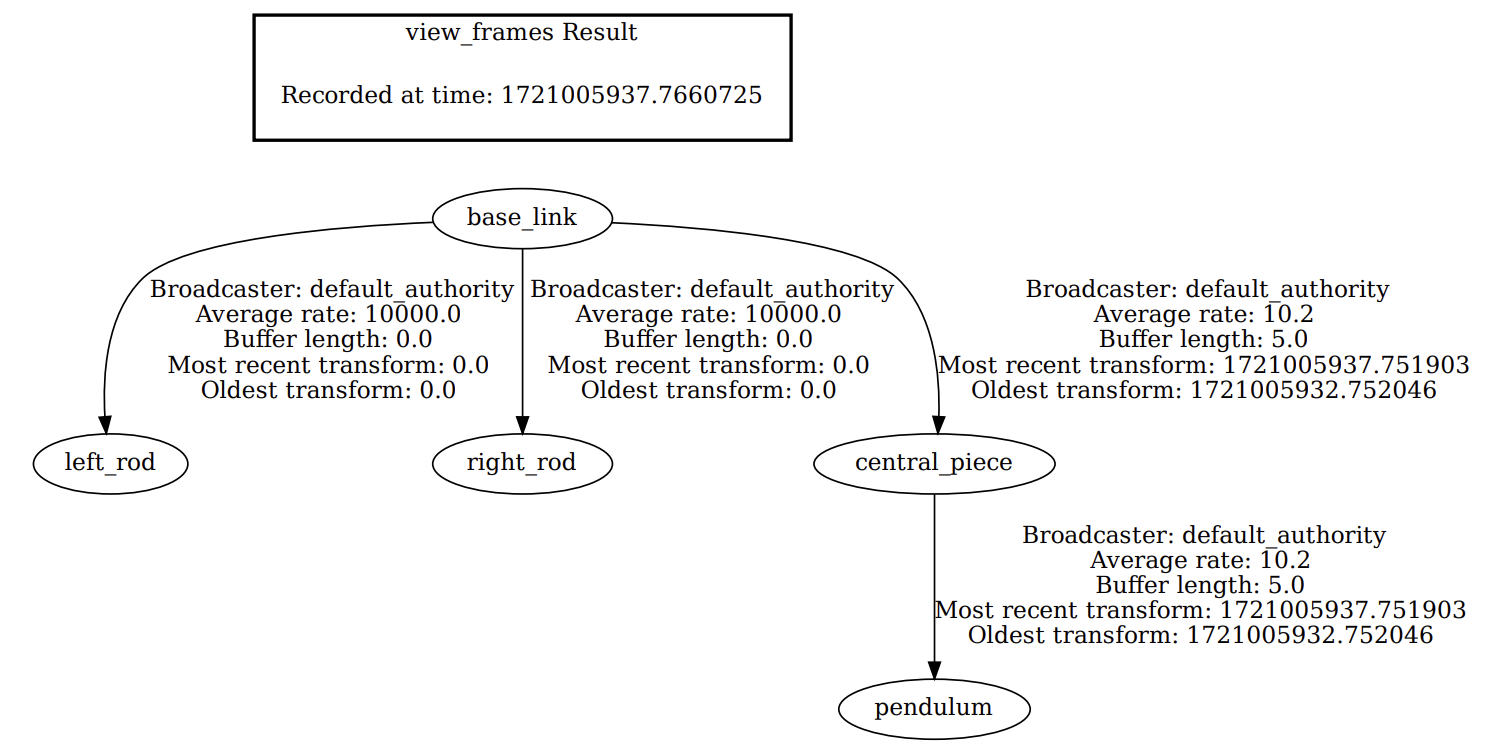 view_frames Result
Recorded at time: 1721005937.7660725
base_link
Broadcaster: default_authority
Average rate: 10000.0
Buffer length: 0.0
Most recent transform: 0.0
Oldest transform: 0.0
Broadcaster: default_authority
Average rate: 10000.0
Buffer length: 0.0
Most recent transform: 0.0
Oldest transform: 0.0
Broadcaster: default_authority
Average rate: 10.2
Buffer length: 5.0
Most recent transform: 1721005937.751903
Oldest transform: 1721005932.752046
left_rod
right_rod
central_piece
Broadcaster: default_authority
Average rate: 10.2
Buffer length: 5.0
Most recent transform: 1721005937.751903
Oldest transform: 1721005932.752046
pendulum